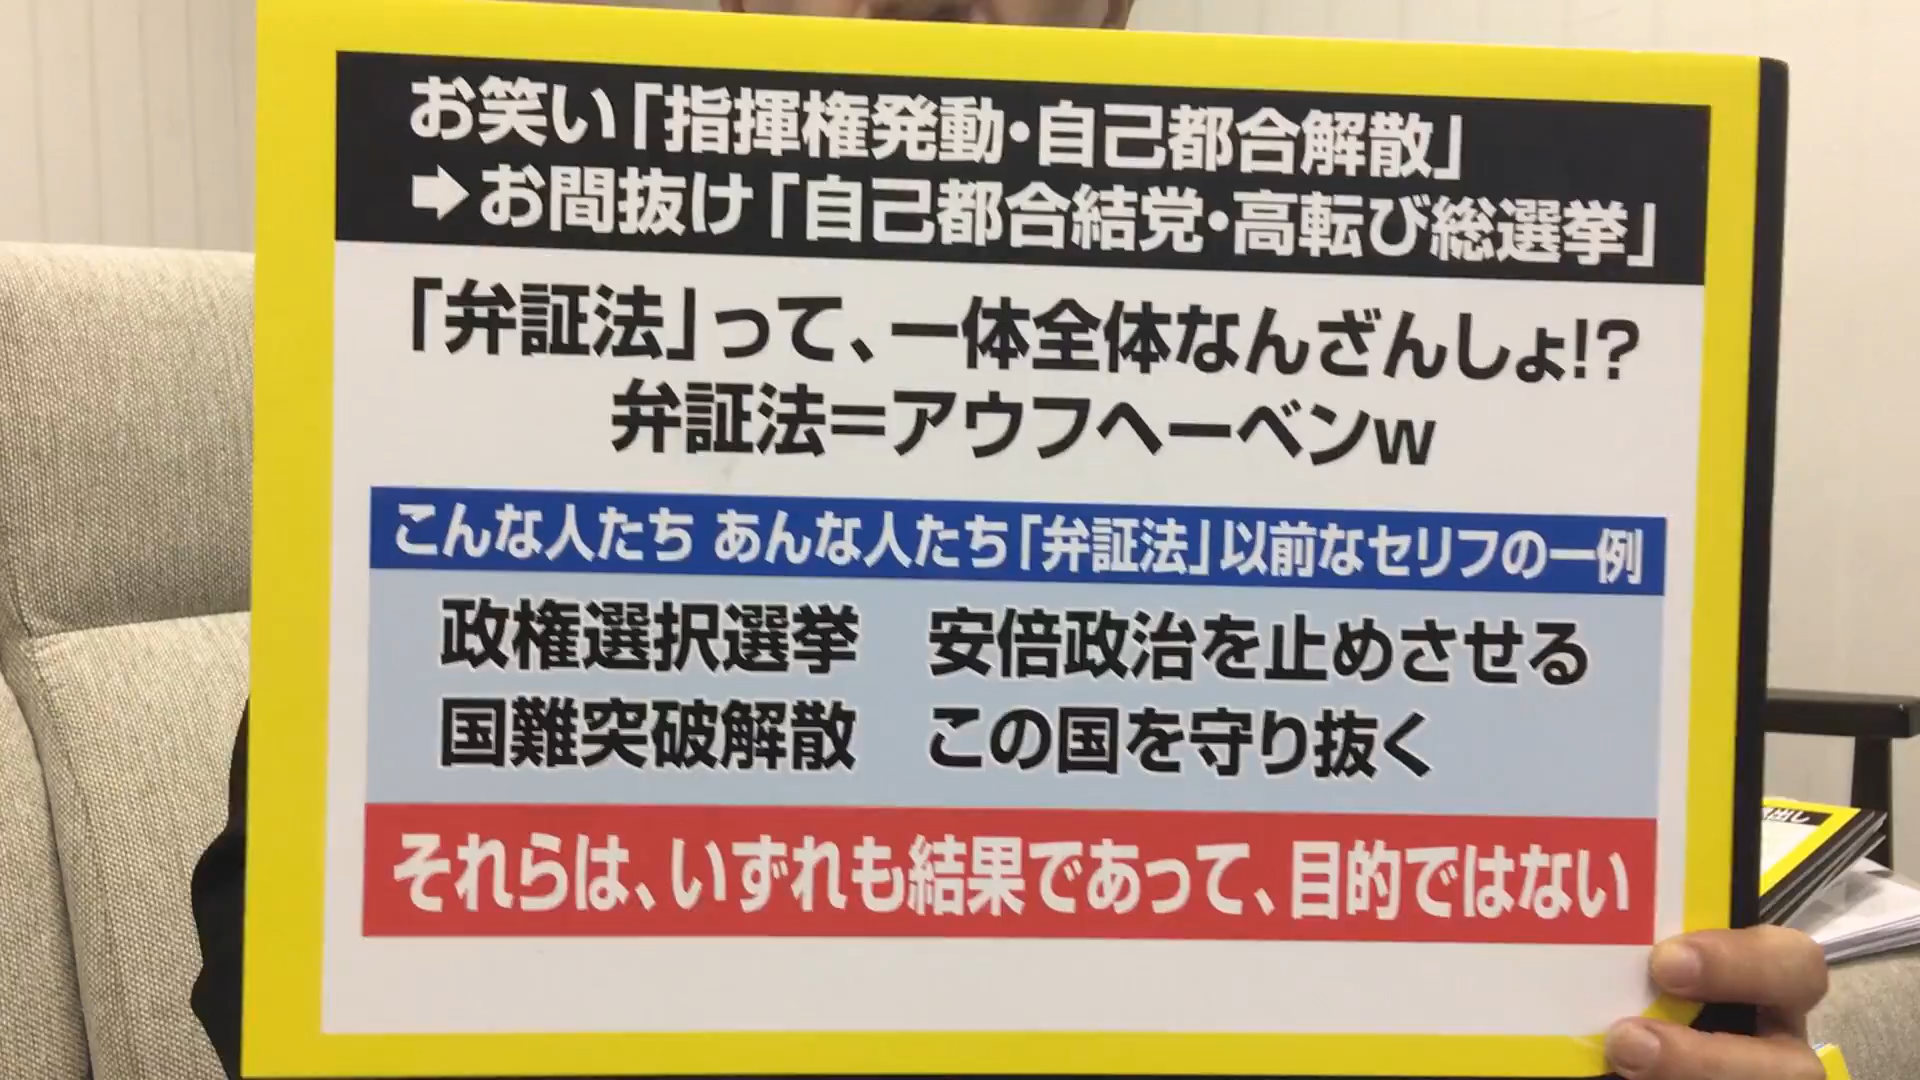 お笑い「指揮権発動・自己都合解散」
➡お間抜け「自己都合結党・高転び総選挙」
「弁証法」って、一体全体なんざんしょ!?
弁証法＝アウフヘーベンw
こんな人たち あんな人たち「弁証法」以前なセリフの一例
政権選択選挙 安倍政治を止めさせる
国難突破解散 この国を守り抜く
それらは、いずれも結果であって、目的ではない